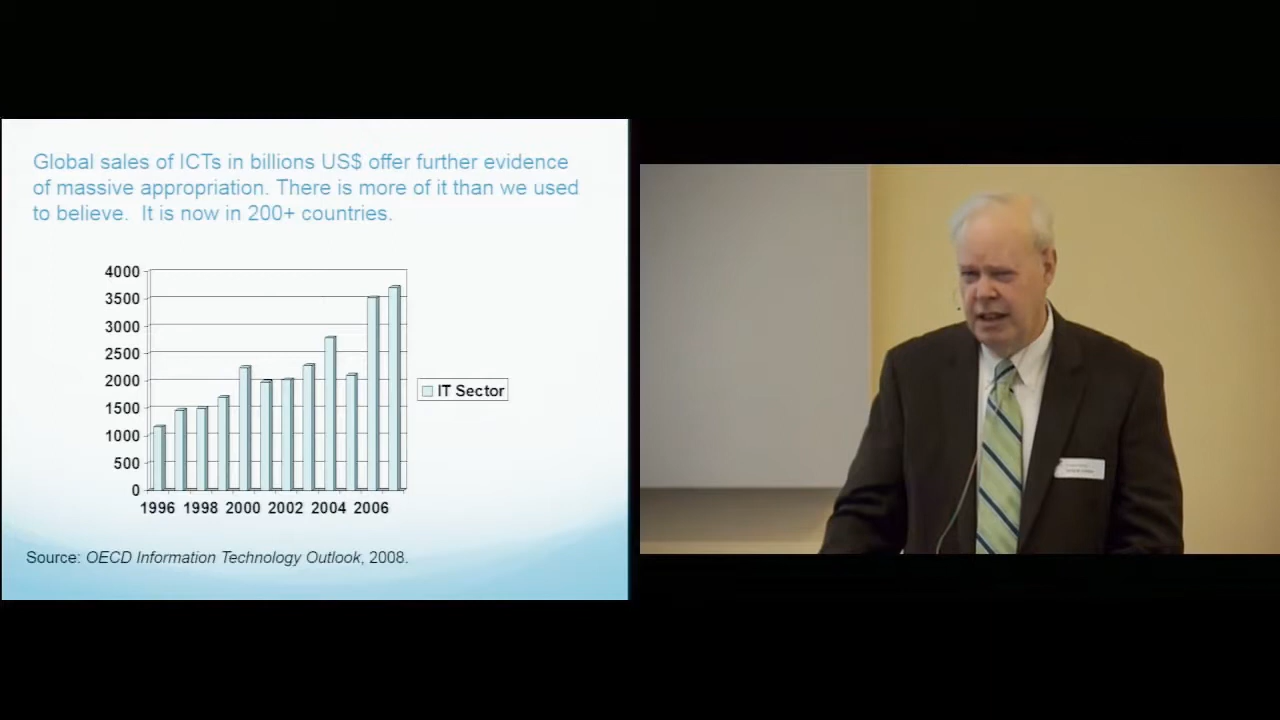 Global sales of ICTs in billions US$ offer further evidence
of massive appropriation. There is more of it than we used
to believe. It is now in 200+ countries.
4000
3500
3000
2500
2000
1500
1000
500
0
IT Sector
1996 1998 2000 2002 2004 2006
Source: OECD Information Technology Outlook, 2008.